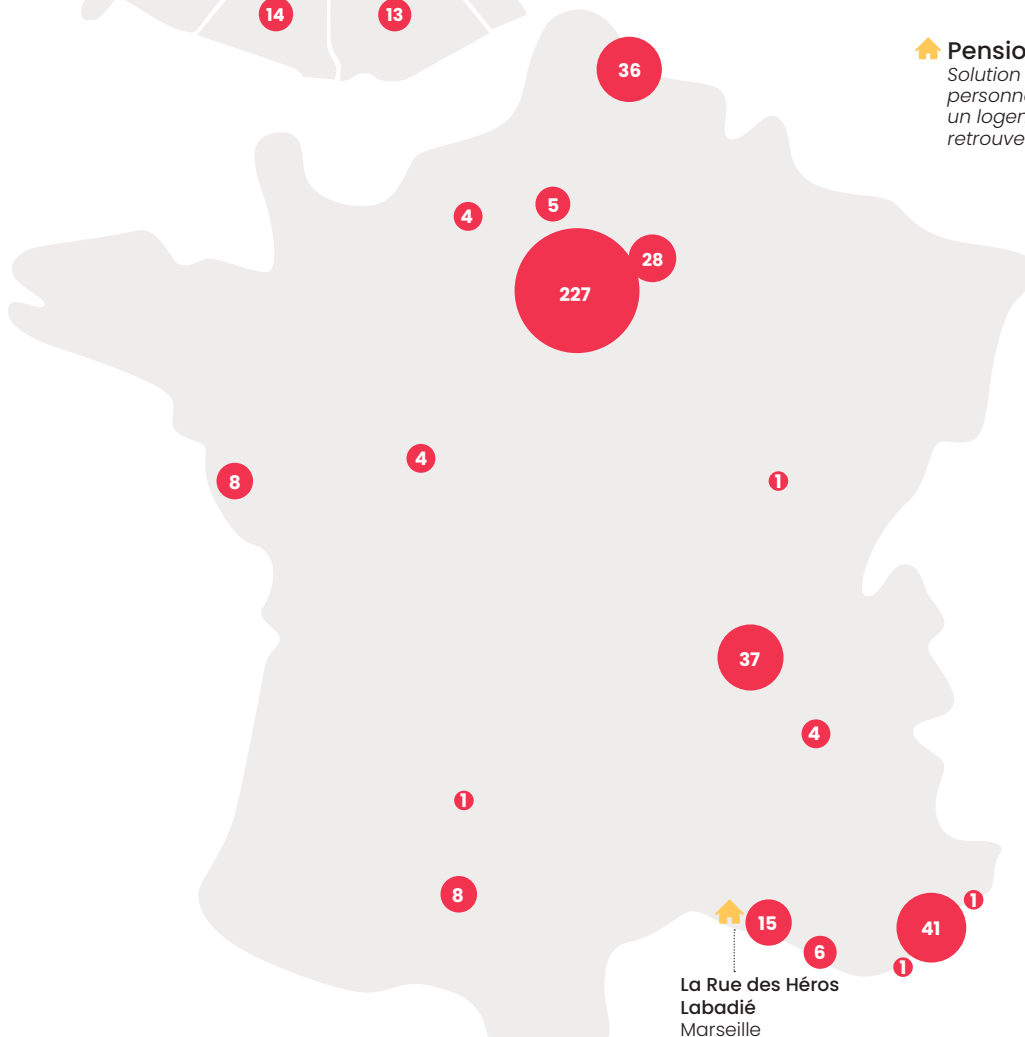 14
13
36
Pensio
Solution
personn
un loger
retrouve
4
5
28
227
8
4
1
37
4
1
8
15
6
41
1
1
La Rue des Héros
Labadié
Marseille